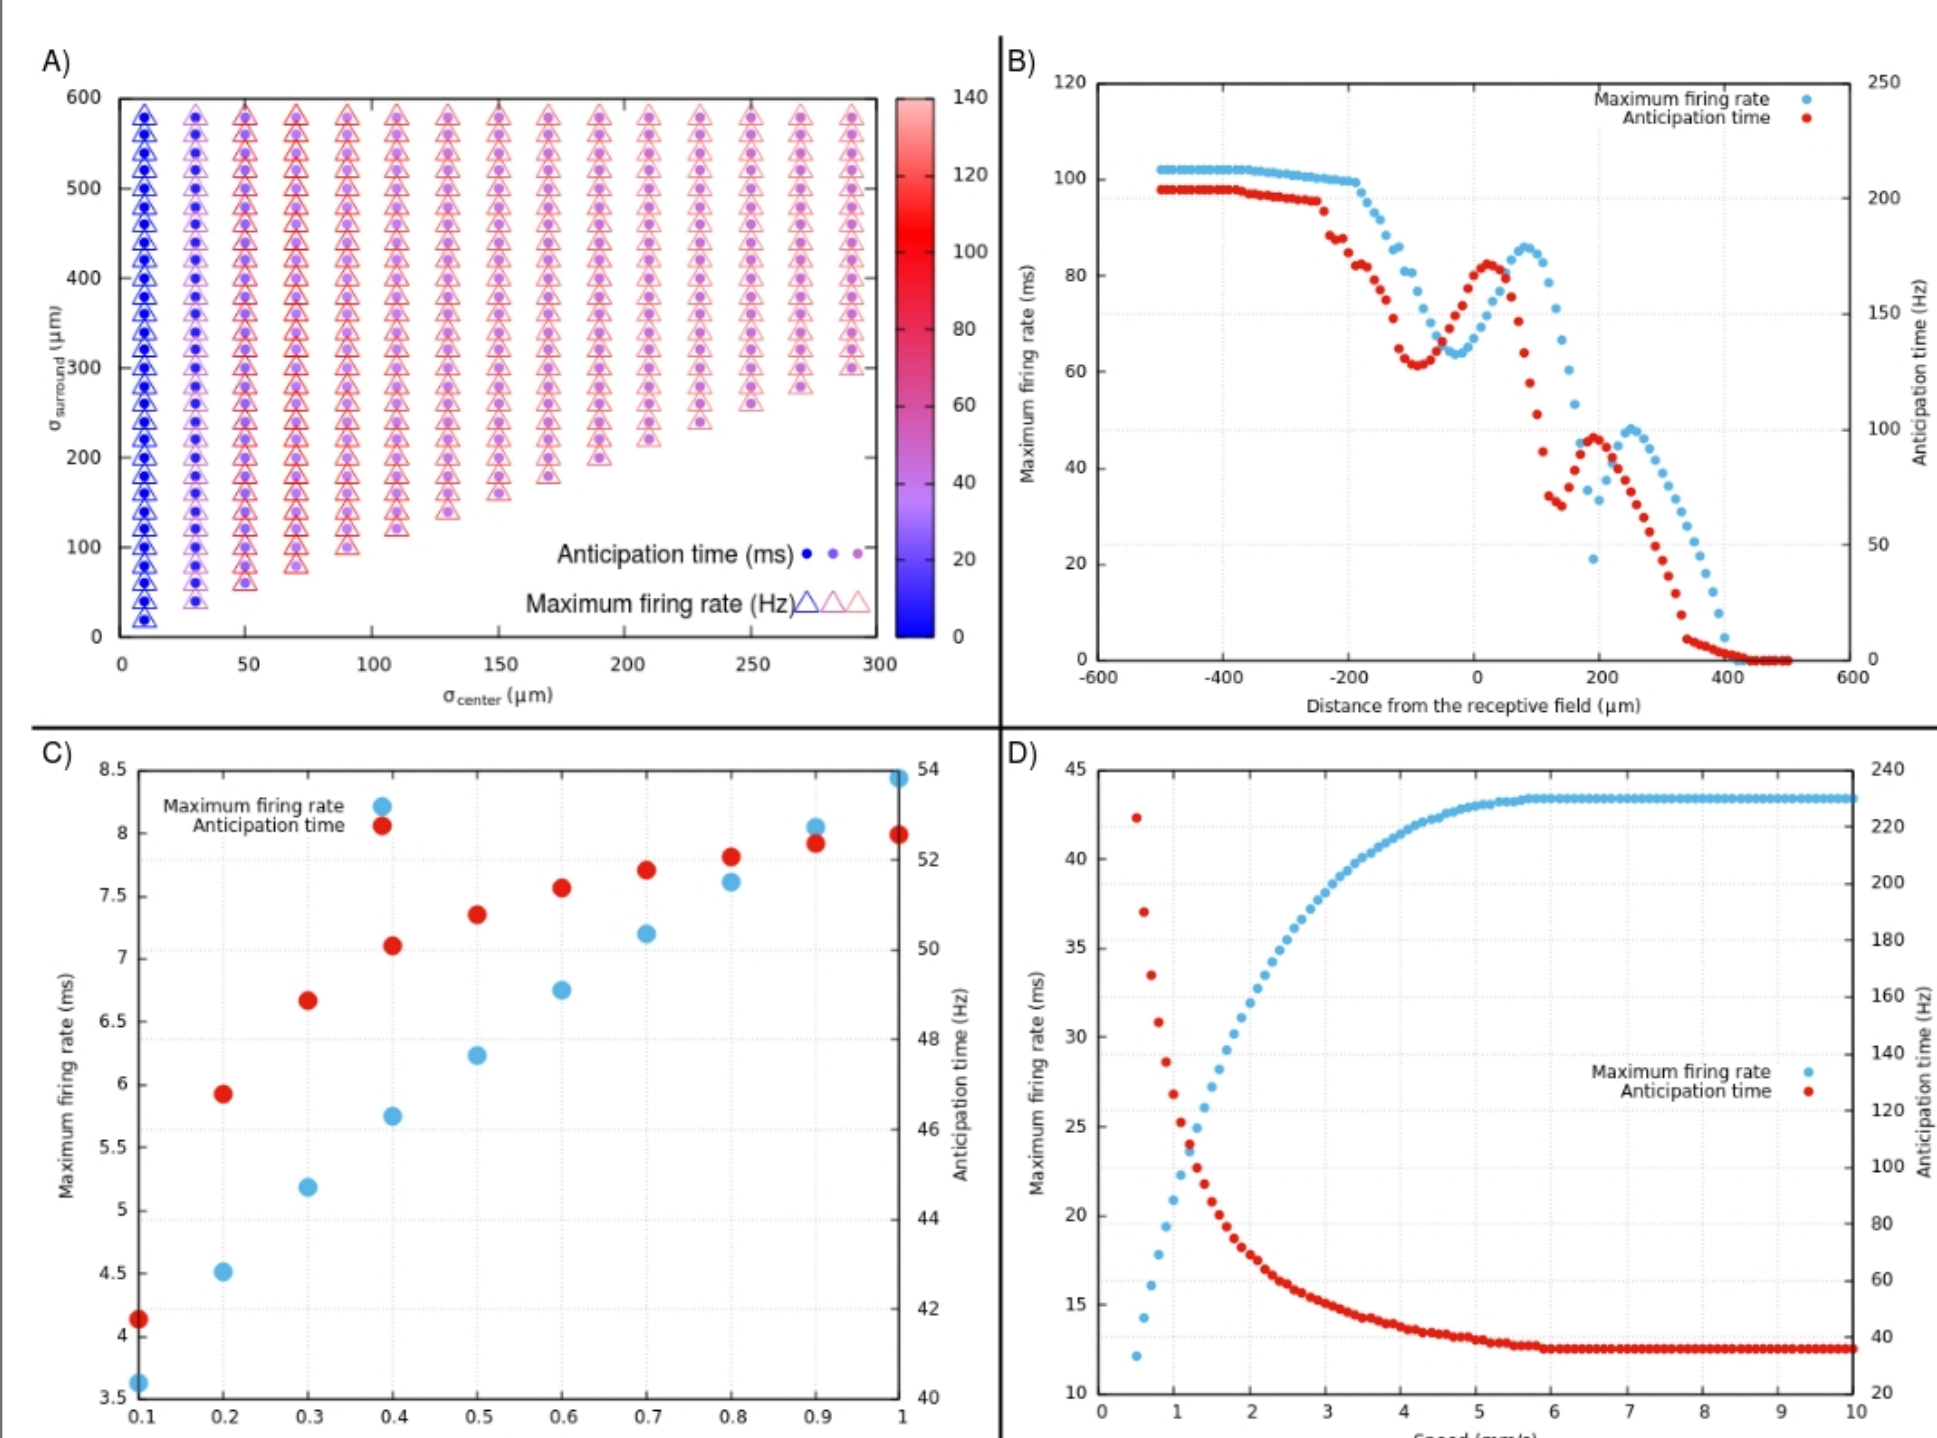 A)
600
500
400
300
200
100
0
σsurround (μm)
0 50 100 150 200 250 300
σcenter (μm)
Anticipation time (ms)
Maximum firing rate (Hz)
140
120
100
80
60
40
20
0
B)
120
100
80
60
40
20
0
Maximum firing rate (ms)
Maximum firing rate
Anticipation time
250
200
150
100
50
0
Anticipation time (Hz)
-600 -400 -200 0 200 400 600
Distance from the receptive field (μm)
C)
8.5
8
7.5
7
6.5
6
5.5
5
4.5
4
3.5
Maximum firing rate (ms)
Maximum firing rate
Anticipation time
54
52
50
48
46
44
42
40
Anticipation time (Hz)
0.1 0.2 0.3 0.4 0.5 0.6 0.7 0.8 0.9 1
D)
45
40
35
30
25
20
15
10
Maximum firing rate (ms)
Maximum firing rate
Anticipation time
240
220
200
180
160
140
120
100
80
60
40
20
Anticipation time (Hz)
0 1 2 3 4 5 6 7 8 9 10
Speed (mm/s)